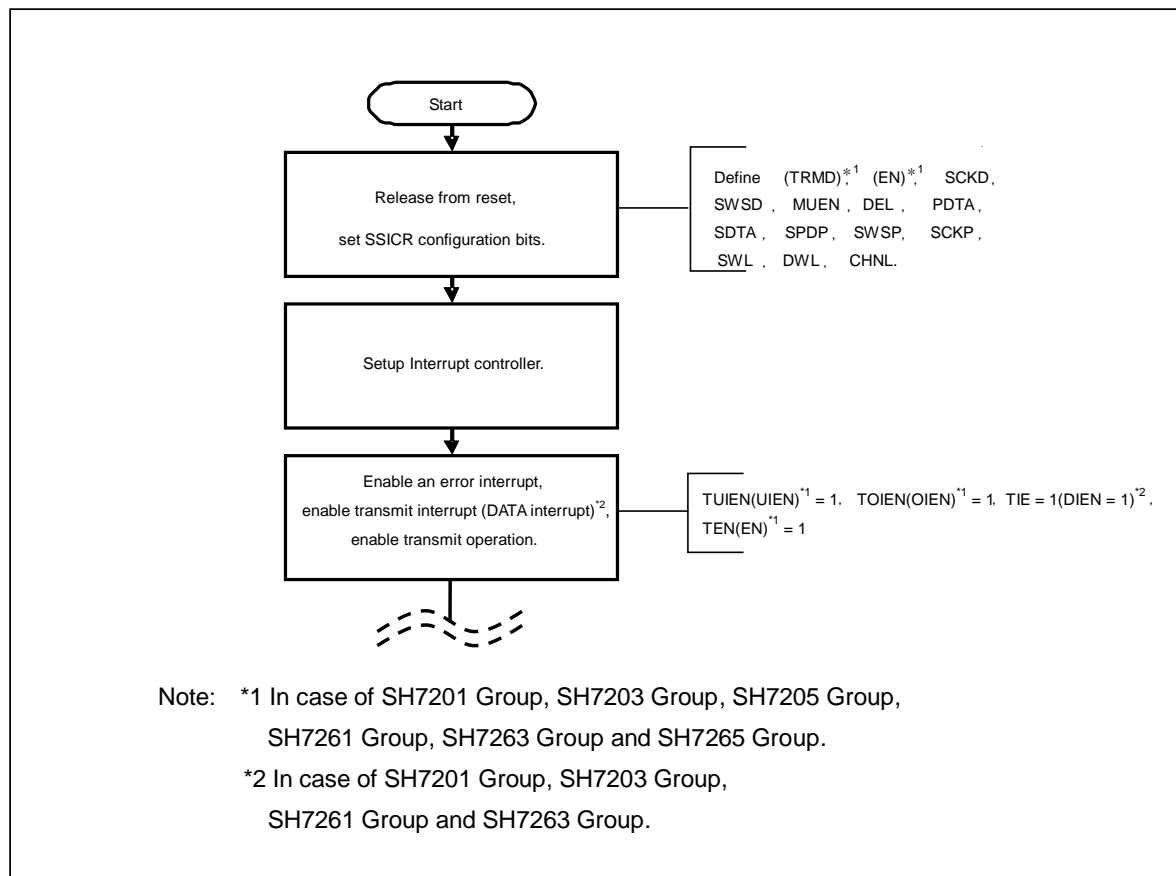 Start
Release from reset,
set SSICR configuration bits.
Define (TRMD)*1, (EN)*1, SCKD,
SWSD, MUEN, DEL, PDTA,
SDTA, SPDP, SWSP, SCKP,
SWL, DWL, CHNL.
Setup Interrupt controller.
Enable an error interrupt,
enable transmit interrupt (DATA interrupt)*2,
enable transmit operation.
TUIEN(UIEN)*1 = 1, TOIEN(OIEN)*1 = 1, TIE = 1(DIEN = 1)*2,
TEN(EN)*1 = 1
Note: *1 In case of SH7201 Group, SH7203 Group, SH7205 Group,
SH7261 Group, SH7263 Group and SH7265 Group.
*2 In case of SH7201 Group, SH7203 Group,
SH7261 Group and SH7263 Group.